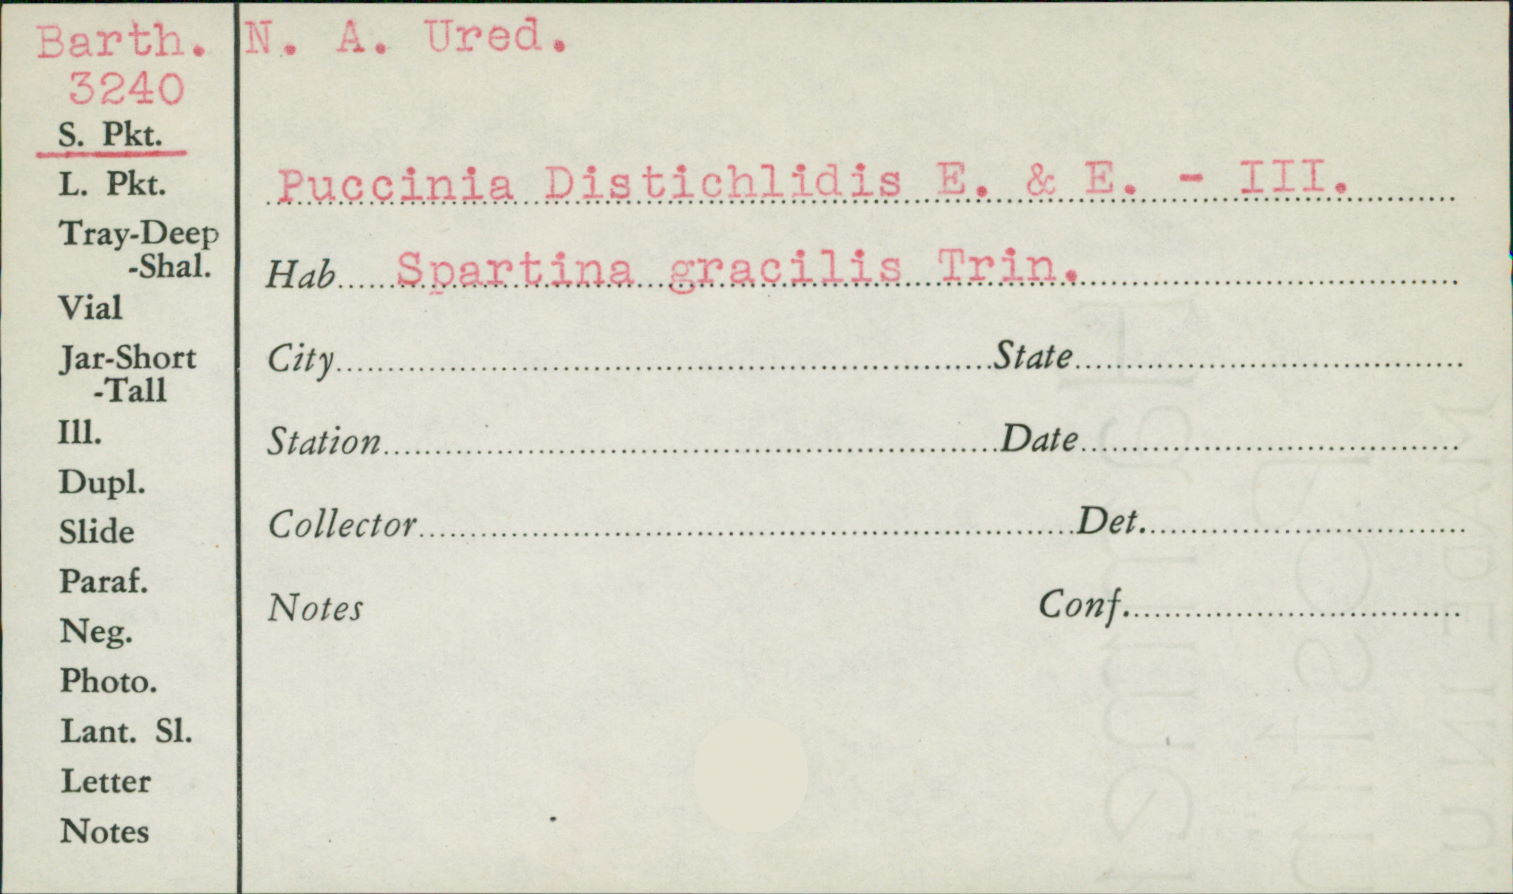 Barth. N. A. Ured.
3240
S. Pkt.
L. Pkt.
Tray-Deep
-Shal.
Vial
Jar-Short
-Tall
Ill.
Dupl.
Slide
Paraf.
Neg.
Photo.
Lant. Sl.
Letter
Notes
Puccinia Distichlidis E. & E. - III.
Hab. Spartina gracilis Trin.
City State
Station Date
Collector Det.
Notes Conf.